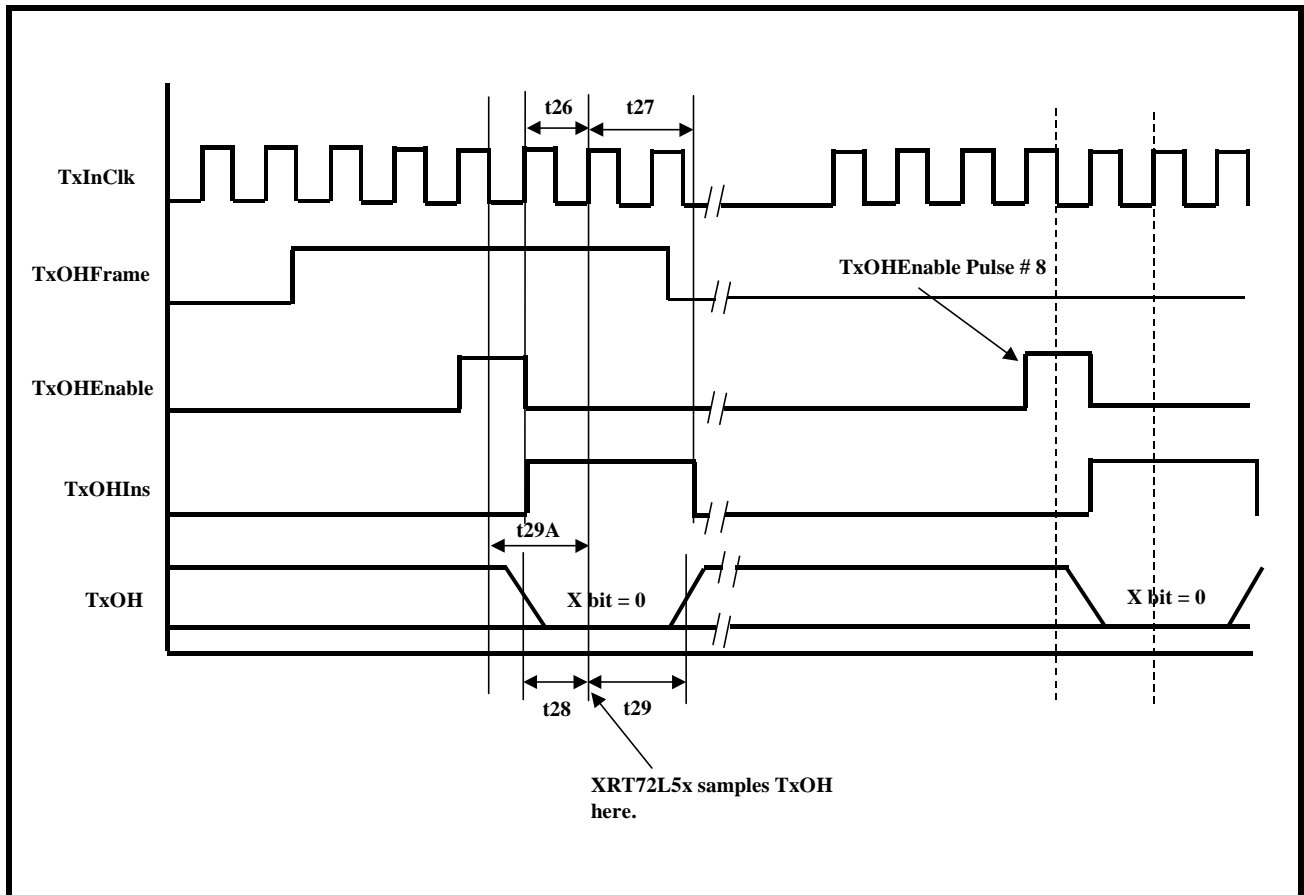 t26
t27
TxInClk
TxOHFrame
TxOHEnable Pulse # 8
TxOHEnable
TxOHIns
t29A
TxOH
X bit = 0
X bit = 0
t28
t29
XRT72L5x samples TxOH
here.